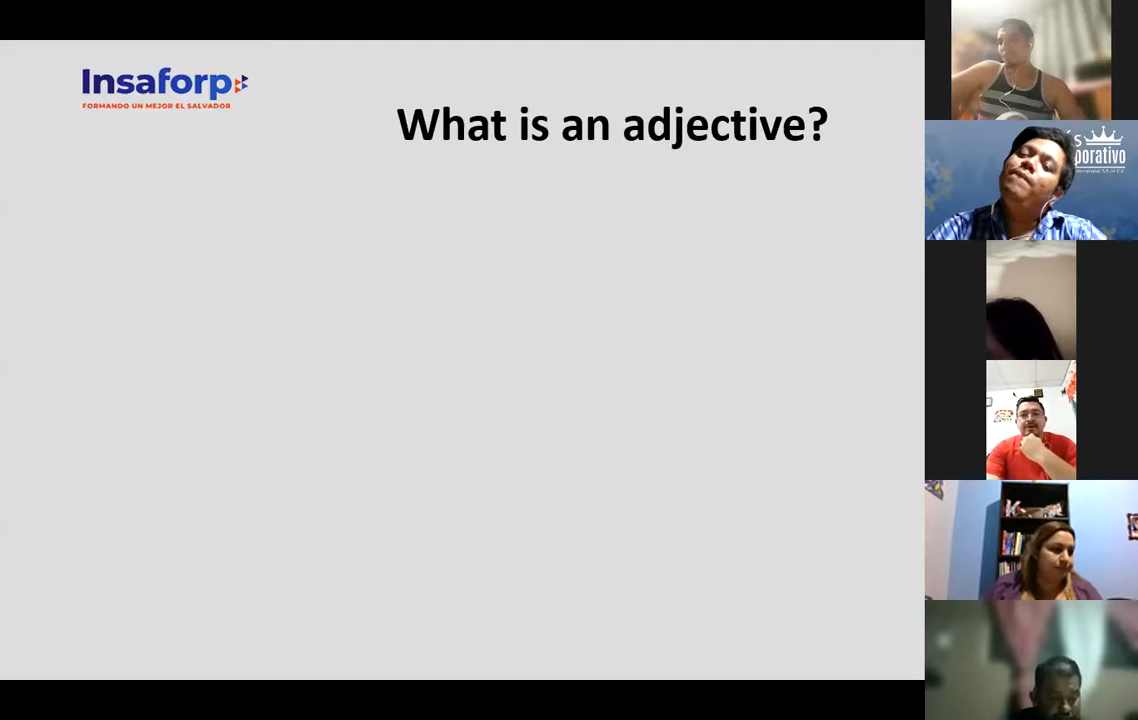 Insaforp
FORMANDO UN MEJOR EL SALVADOR
What is an adjective?